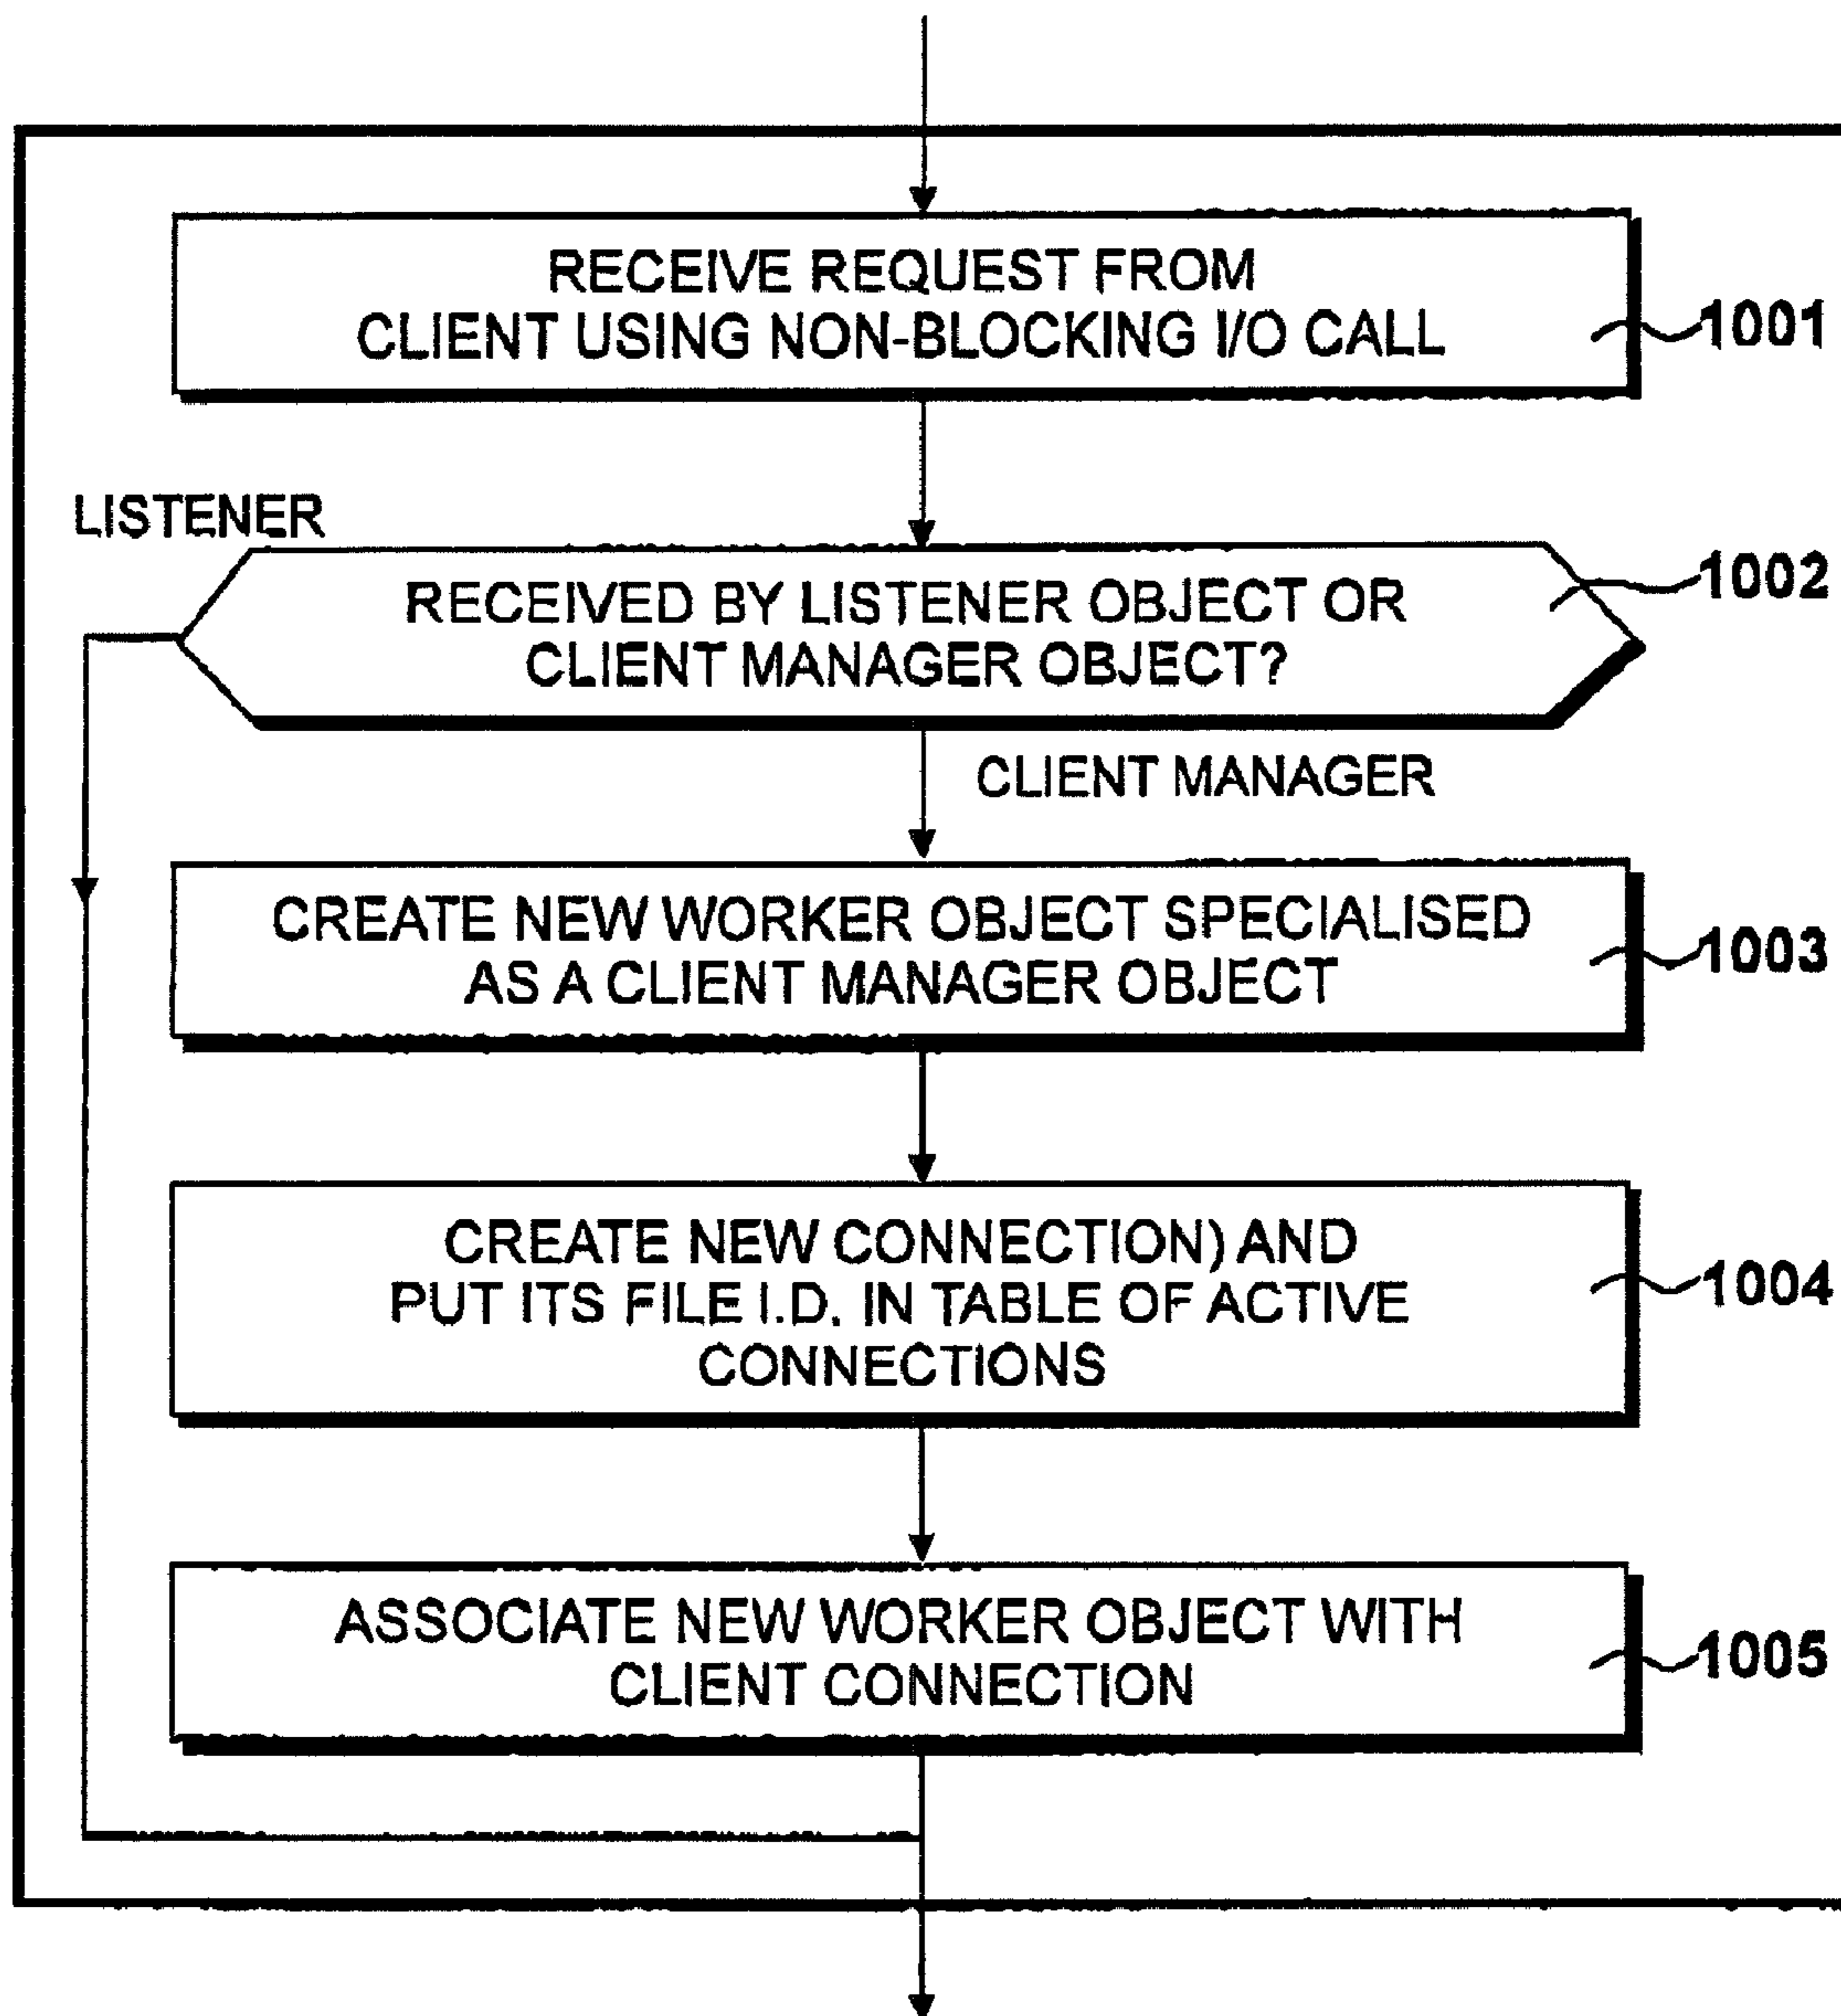 RECEIVE REQUEST FROM
CLIENT USING NON-BLOCKING I/O CALL
1001
LISTENER
RECEIVED BY LISTENER OBJECT OR
CLIENT MANAGER OBJECT?
1002
CLIENT MANAGER
CREATE NEW WORKER OBJECT SPECIALISED
AS A CLIENT MANAGER OBJECT
1003
CREATE NEW CONNECTION) AND
PUT ITS FILE I.D. IN TABLE OF ACTIVE
CONNECTIONS
1004
ASSOCIATE NEW WORKER OBJECT WITH
CLIENT CONNECTION
1005